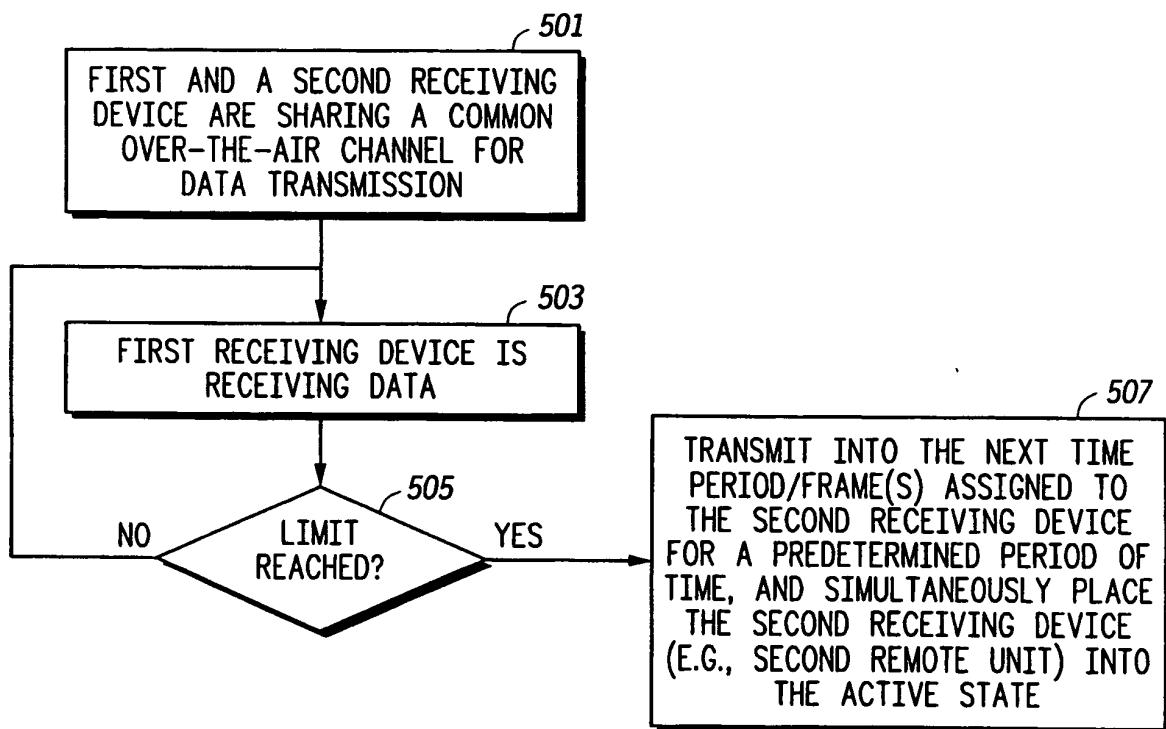 501
FIRST AND A SECOND RECEIVING
DEVICE ARE SHARING A COMMON
OVER-THE-AIR CHANNEL FOR
DATA TRANSMISSION
503
FIRST RECEIVING DEVICE IS
RECEIVING DATA
505
LIMIT
REACHED?
NO
YES
507
TRANSMIT INTO THE NEXT TIME
PERIOD/FRAME(S) ASSIGNED TO
THE SECOND RECEIVING DEVICE
FOR A PREDETERMINED PERIOD OF
TIME, AND SIMULTANEOUSLY PLACE
THE SECOND RECEIVING DEVICE
(E.G., SECOND REMOTE UNIT) INTO
THE ACTIVE STATE